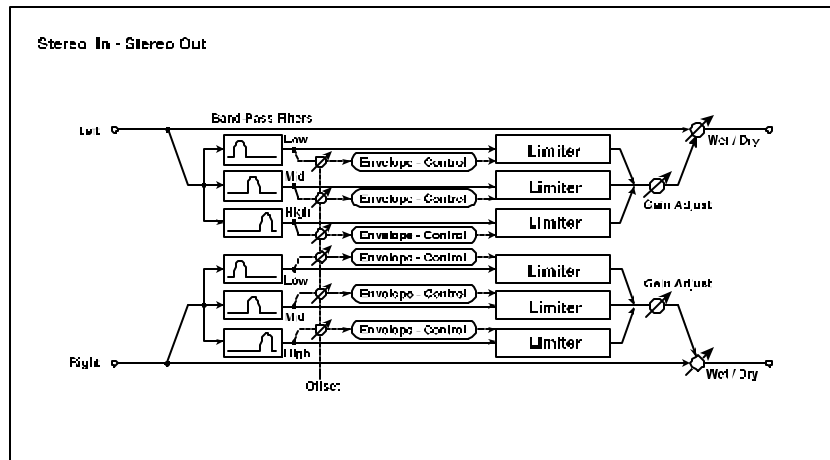 Stereo In - Stereo Out
Band-Pass Filters
Left
Wet / Dry
Low
Limiter
Envelope - Control
Mid
Limiter
Envelope - Control
Gain Adjust
High
Limiter
Envelope - Control
Envelope - Control
Low
Limiter
Gain Adjust
Envelope - Control
Mid
Limiter
Envelope - Control
High
Limiter
Right
Wet / Dry
Offset